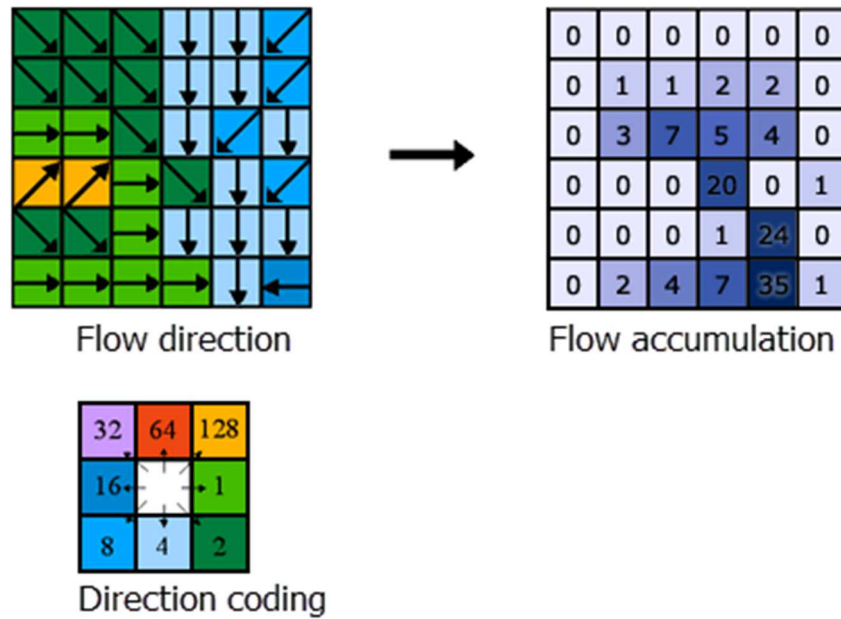 0 0 0 0 0 0
0 1 1 2 2 0
0 3 7 5 4 0
0 0 0 20 0 1
0 0 0 1 24 0
0 2 4 7 35 1
Flow direction
Flow accumulation
32 64 128
16 1
8 4 2
Direction coding